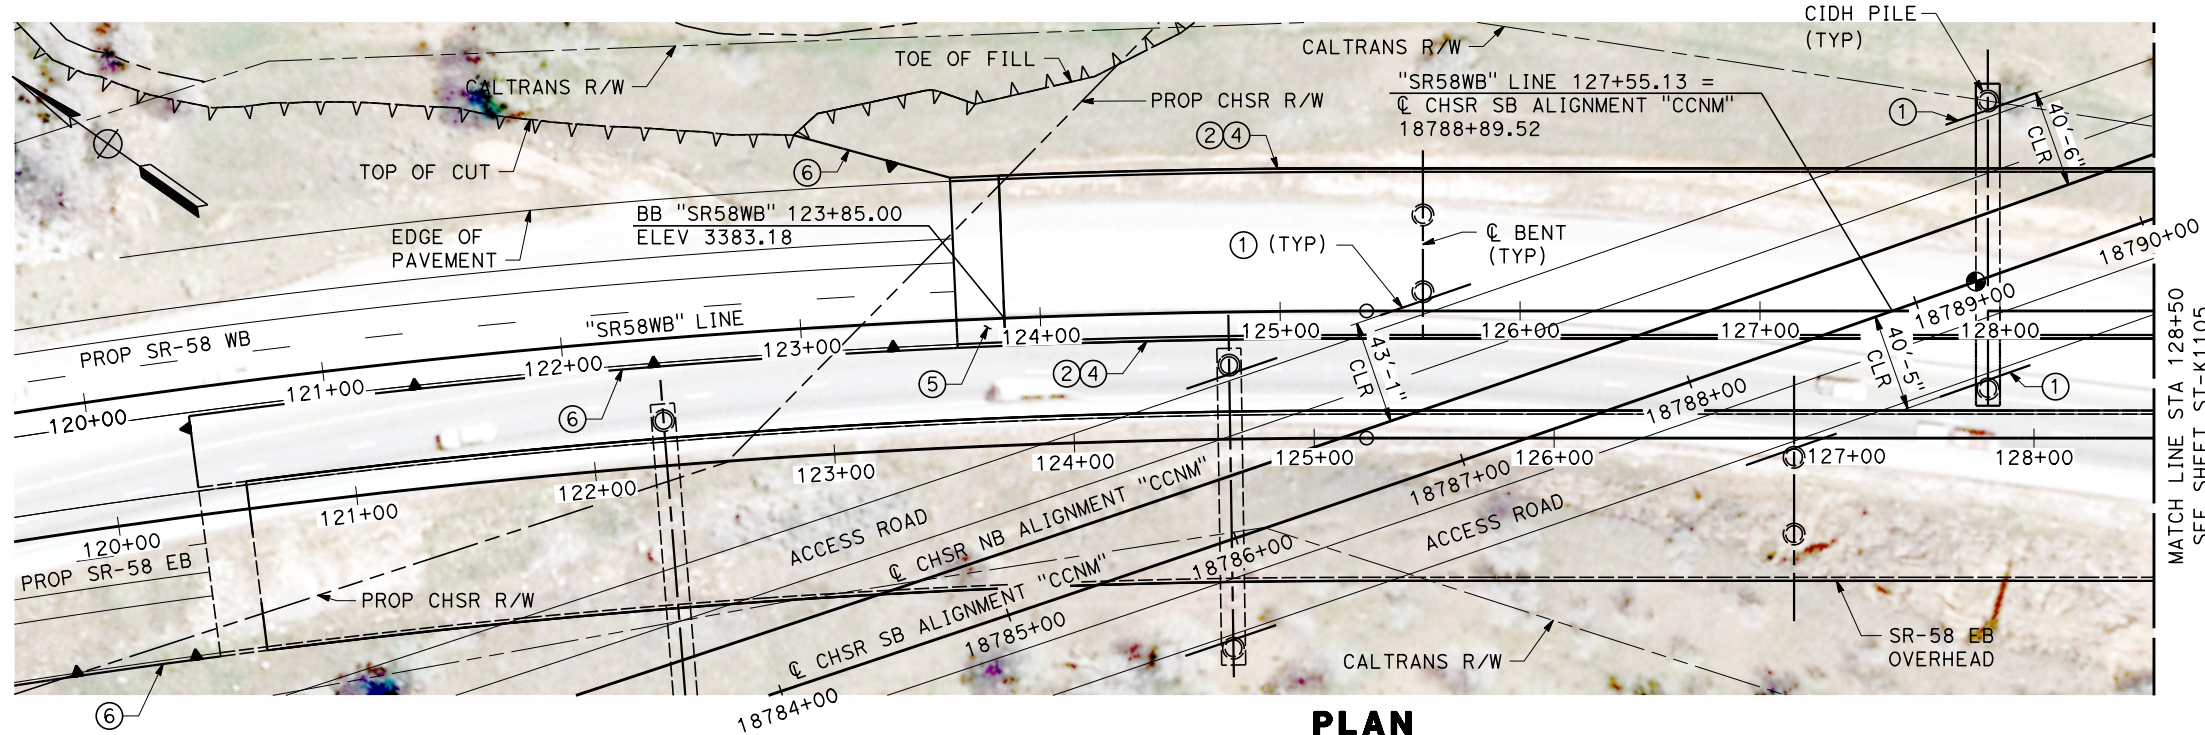 CIDH PILE
(TYP)
TOE OF FILL
CALTRANS R/W
CALTRANS R/W
"SR58WB" LINE 127+55.13 =
℄ CHSR SB ALIGNMENT "CCNM"
18788+89.52
PROP CHSR R/W
1
40'-6"
CLR
2 4
TOP OF CUT
6
BB "SR58WB" 123+85.00
ELEV 3383.18
EDGE OF
PAVEMENT
1 (TYP)
℄ BENT
(TYP)
18790+00
18789+00
"SR58WB" LINE
PROP SR-58 WB
120+00
121+00
122+00
123+00
124+00
125+00
126+00
127+00
128+00
5
2 4
43'-1"
CLR
40'-5"
CLR
1
6
18788+00
MATCH LINE STA 128+50
SEE SHEET ST-K1105
120+00
121+00
122+00
123+00
124+00
125+00
126+00
127+00
128+00
18787+00
PROP SR-58 EB
ACCESS ROAD
℄ CHSR NB ALIGNMENT "CCNM"
ACCESS ROAD
18786+00
PROP CHSR R/W
℄ CHSR SB ALIGNMENT "CCNM"
18785+00
SR-58 EB
OVERHEAD
CALTRANS R/W
6
18784+00
PLAN